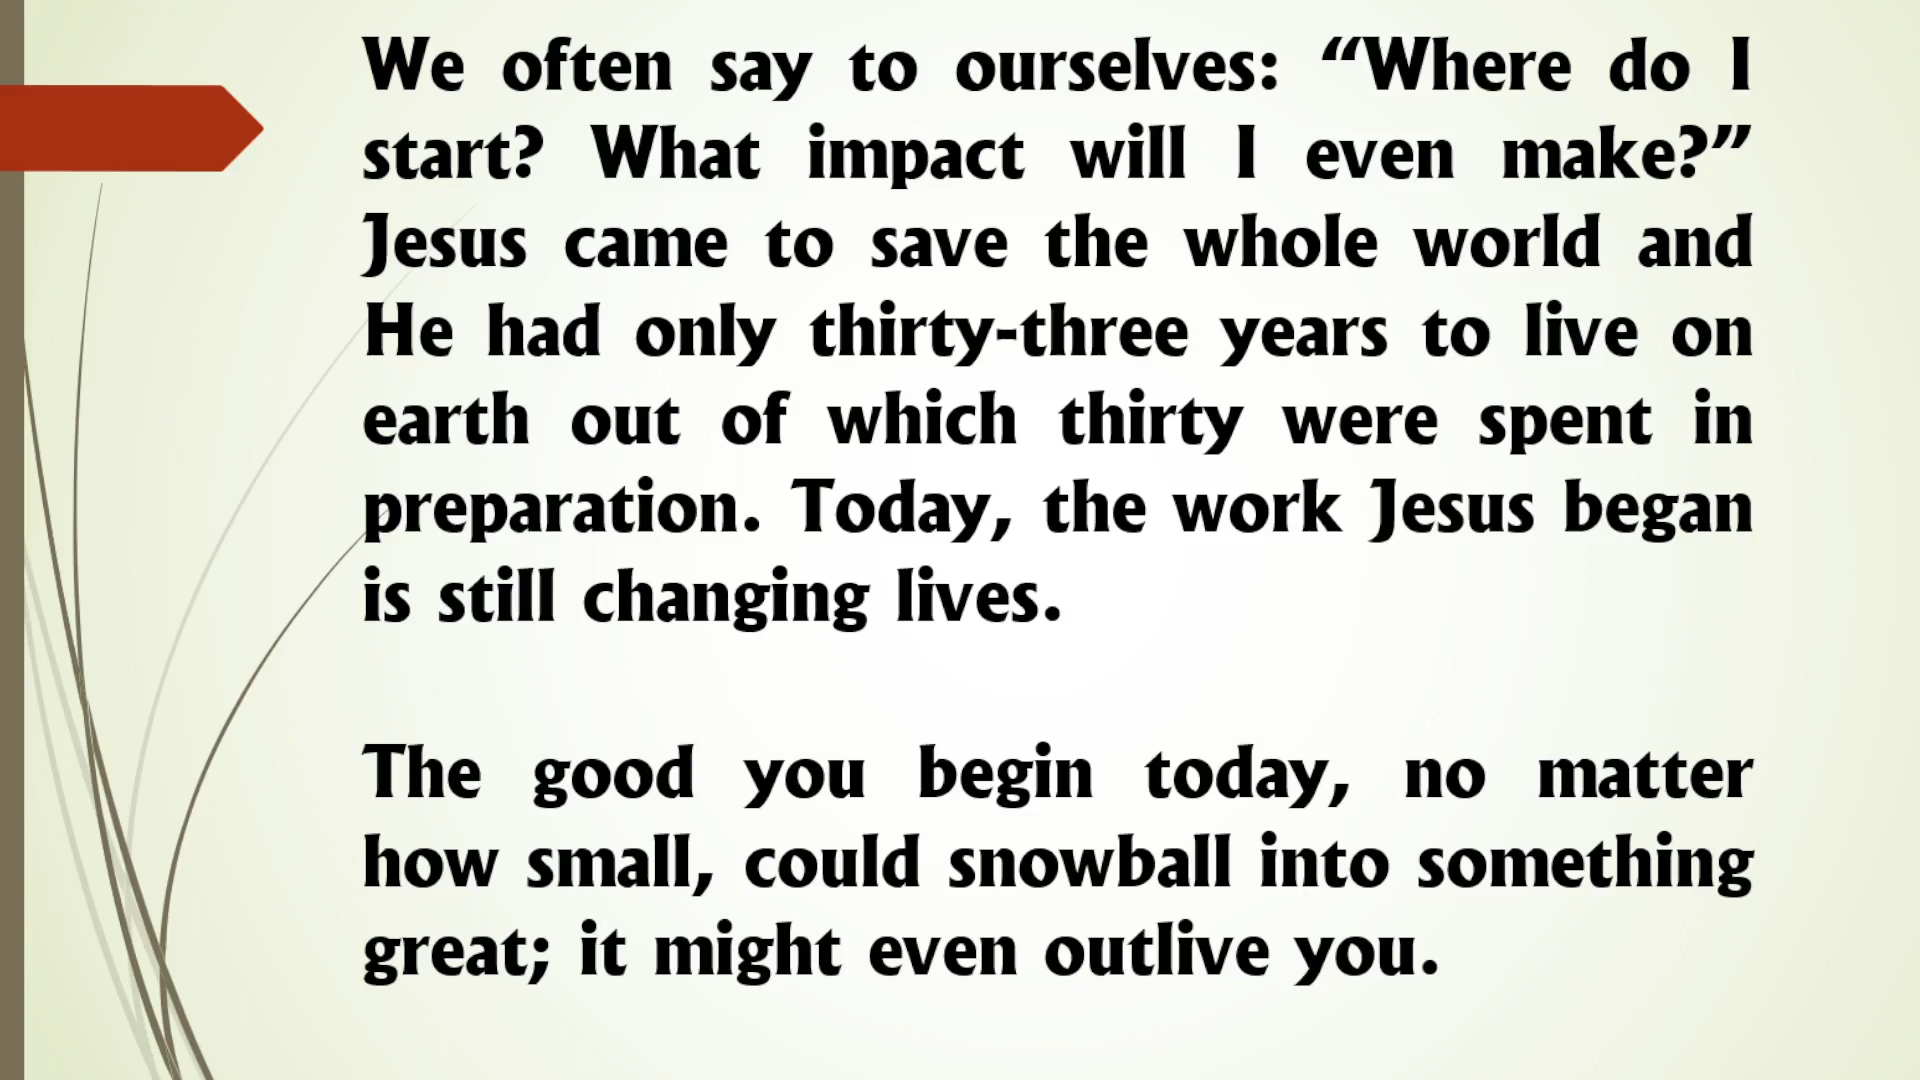 We often say to ourselves: “Where do I
start? What impact will I even make?”
Jesus came to save the whole world and
He had only thirty-three years to live on
earth out of which thirty were spent in
preparation. Today, the work Jesus began
is still changing lives.
The good you begin today, no matter
how small, could snowball into something
great; it might even outlive you.